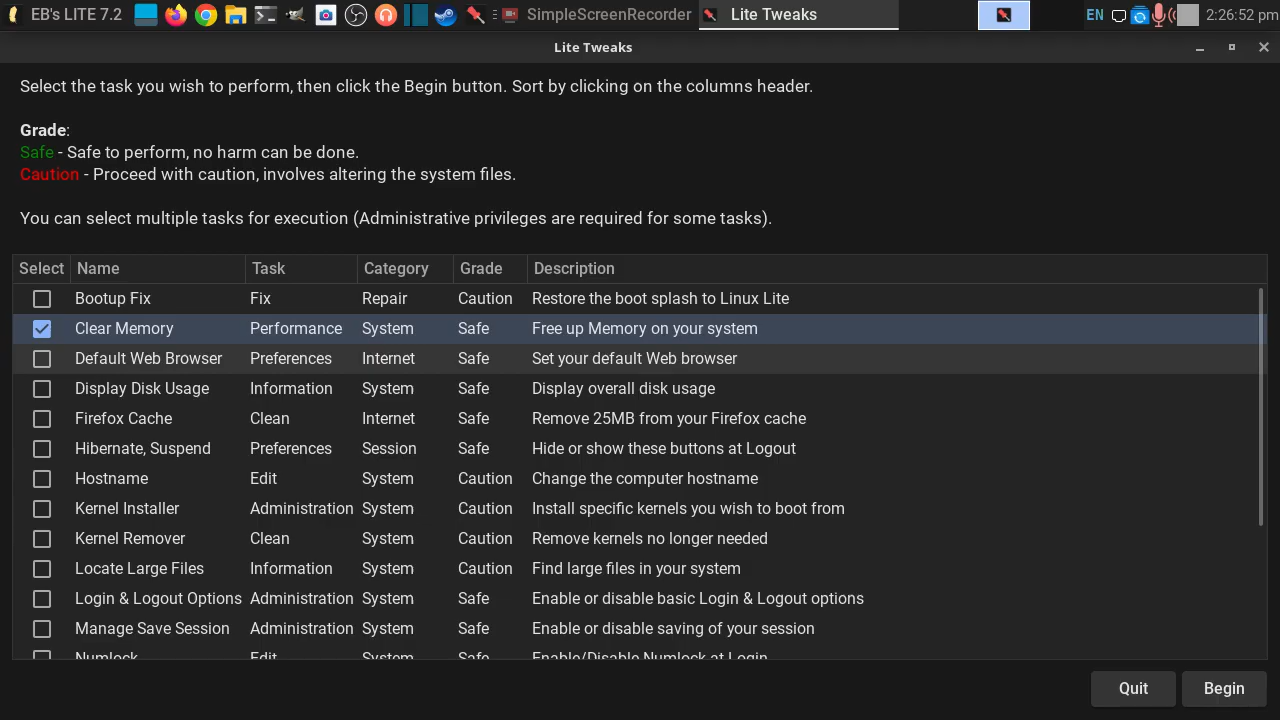 EB's LITE 7.2 SimpleScreenRecorder Lite Tweaks EN 2:26:52 pm
Lite Tweaks
Select the task you wish to perform, then click the Begin button. Sort by clicking on the columns header.
Grade:
Safe - Safe to perform, no harm can be done.
Caution - Proceed with caution, involves altering the system files.
You can select multiple tasks for execution (Administrative privileges are required for some tasks).
Select Name Task Category Grade Description
Bootup Fix Fix Repair Caution Restore the boot splash to Linux Lite
Clear Memory Performance System Safe Free up Memory on your system
Default Web Browser Preferences Internet Safe Set your default Web browser
Display Disk Usage Information System Safe Display overall disk usage
Firefox Cache Clean Internet Safe Remove 25MB from your Firefox cache
Hibernate, Suspend Preferences Session Safe Hide or show these buttons at Logout
Hostname Edit System Caution Change the computer hostname
Kernel Installer Administration System Caution Install specific kernels you wish to boot from
Kernel Remover Clean System Caution Remove kernels no longer needed
Locate Large Files Information System Caution Find large files in your system
Login & Logout Options Administration System Safe Enable or disable basic Login & Logout options
Manage Save Session Administration System Safe Enable or disable saving of your session
Numlock Edit System Safe Enable/Disable Numlock at Login
Quit Begin